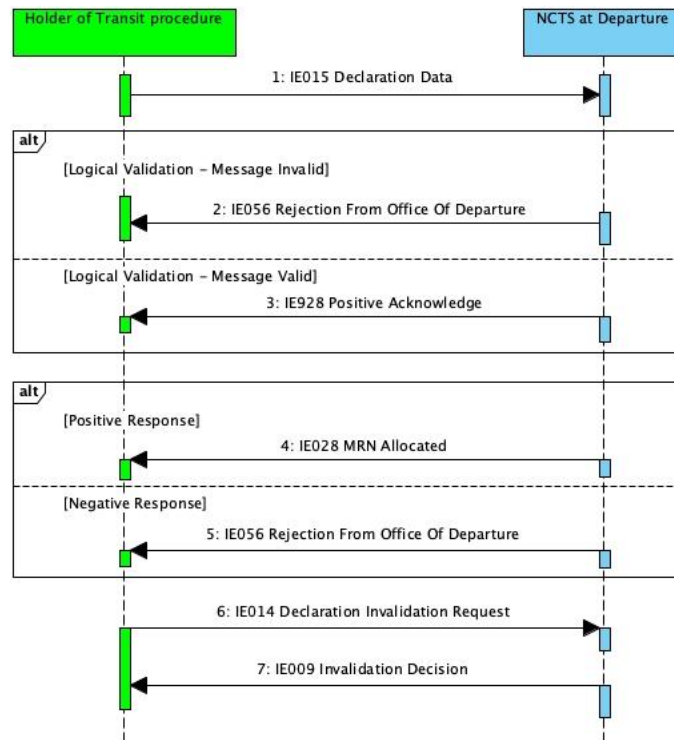 Holder of Transit procedure
NCTS at Departure
1: IE015 Declaration Data
alt
[Logical Validation – Message Invalid]
2: IE056 Rejection From Office Of Departure
[Logical Validation – Message Valid]
3: IE928 Positive Acknowledge
alt
[Positive Response]
4: IE028 MRN Allocated
[Negative Response]
5: IE056 Rejection From Office Of Departure
6: IE014 Declaration Invalidation Request
7: IE009 Invalidation Decision